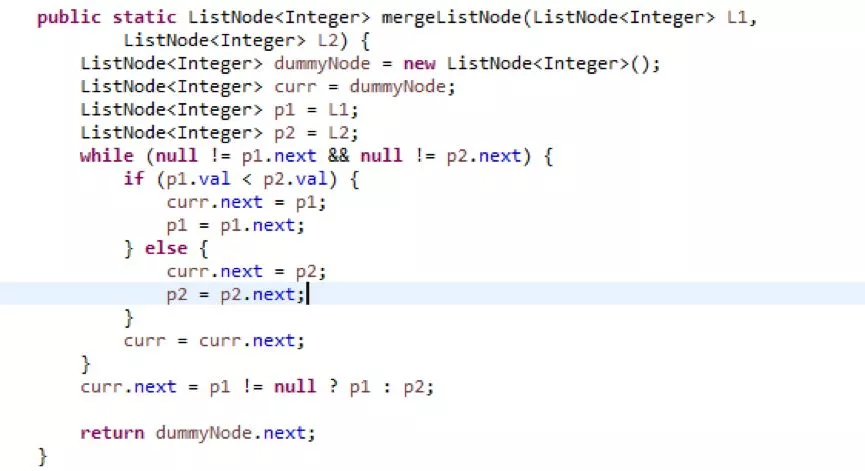 public static ListNode<Integer> mergeListNode(ListNode<Integer> L1,
        ListNode<Integer> L2) {
    ListNode<Integer> dummyNode = new ListNode<Integer>();
    ListNode<Integer> curr = dummyNode;
    ListNode<Integer> p1 = L1;
    ListNode<Integer> p2 = L2;
    while (null != p1.next && null != p2.next) {
        if (p1.val < p2.val) {
            curr.next = p1;
            p1 = p1.next;
        } else {
            curr.next = p2;
            p2 = p2.next;
        }
        curr = curr.next;
    }
    curr.next = p1 != null ? p1 : p2;

    return dummyNode.next;
}